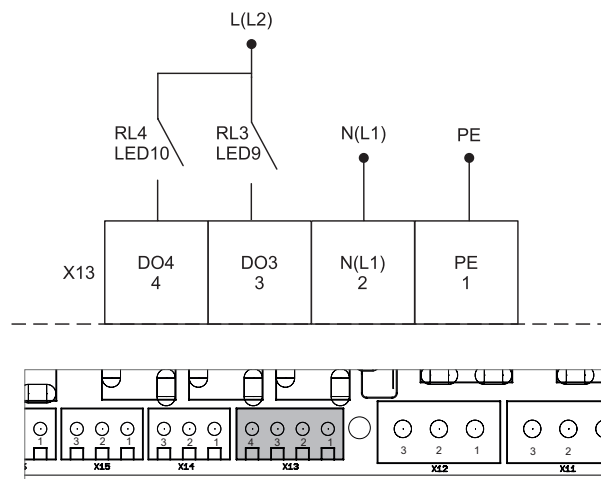 L(L2)
RL4 RL3 N(L1) PE
LED10 LED9
X13 DO4 DO3 N(L1) PE
4 3 2 1
1 3 2 1 3 2 1 4 3 2 1 3 2 1 3 2
X15 X14 X13 X12 X11